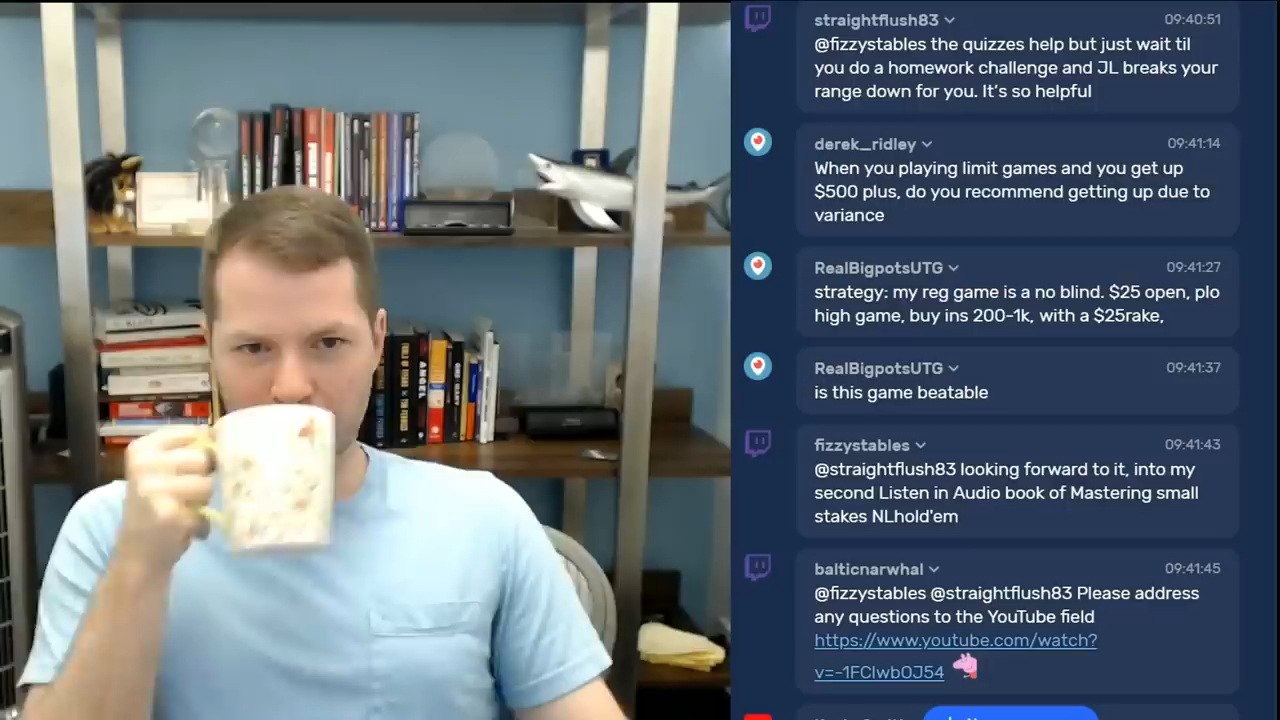 straightflush83
09:40:51
@fizzystables the quizzes help but just wait til
you do a homework challenge and JL breaks your
range down for you. It's so helpful
derek_ridley
09:41:14
When you playing limit games and you get up
$500 plus, do you recommend getting up due to
variance
RealBigpotsUTG
09:41:27
strategy: my reg game is a no blind. $25 open, plo
high game, buy ins 200-1k, with a $25rake,
RealBigpotsUTG
09:41:37
is this game beatable
fizzystables
09:41:43
@straightflush83 looking forward to it, into my
second Listen in Audio book of Mastering small
stakes NLhold'em
balticnarwhal
09:41:45
@fizzystables @straightflush83 Please address
any questions to the YouTube field
https://www.youtube.com/watch?
v=-1FClwb0J54
ANGEL